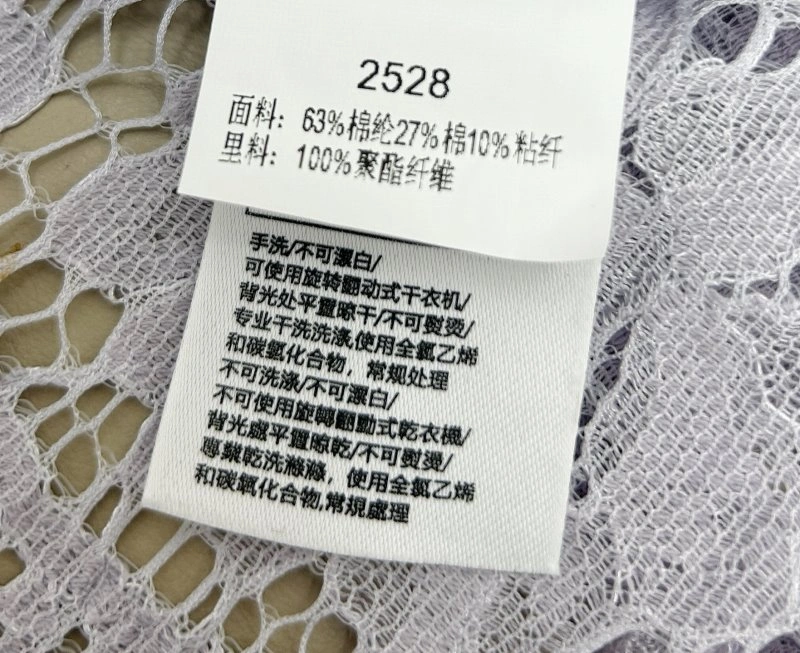 2528
面料：63%棉纶27%棉10%粘纤
里料：100%聚酯纤维
手洗/不可漂白/
可使用旋转翻动式干衣机/
背光处平置晾干/不可熨烫/
专业干洗洗涤,使用全氯乙烯
和碳氢化合物，常规处理
不可洗涤/不可漂白/
不可使用旋轉翻動式乾衣機/
背光處平置晾乾/不可熨燙/
專業乾洗滌，使用全氯乙烯
和碳氧化合物,常規處理